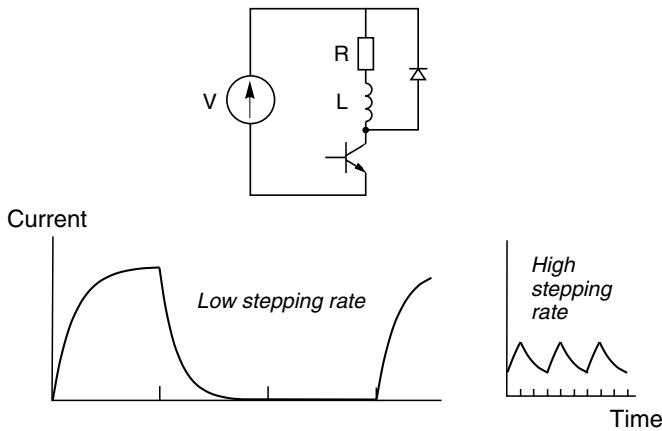 R
V
L
Current
Low stepping rate
High
stepping
rate
Time